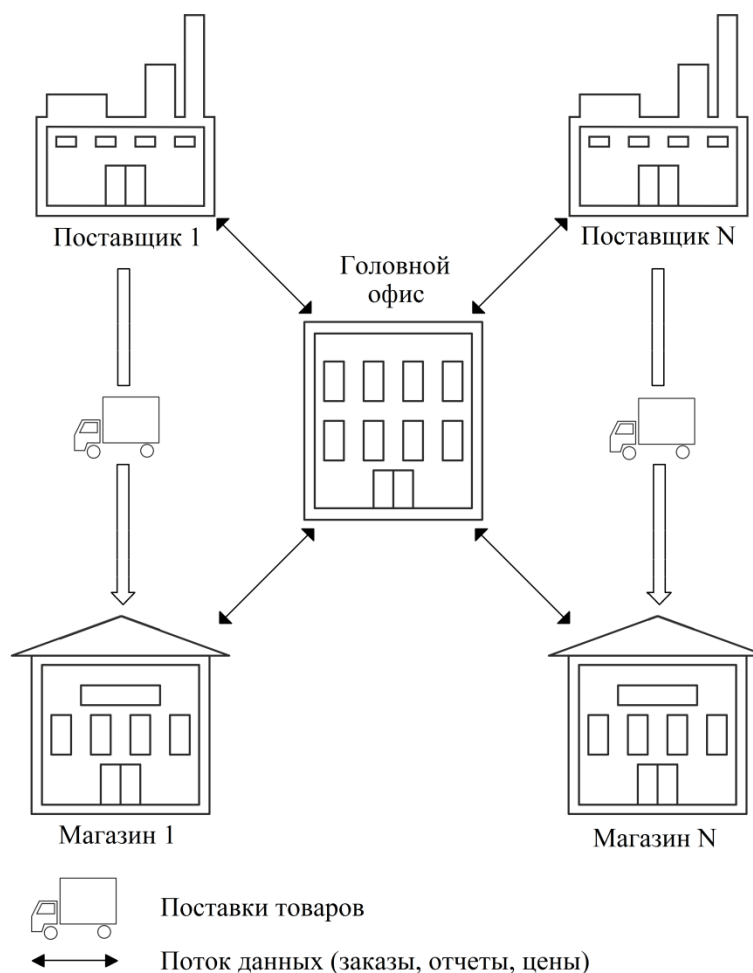 Поставщик 1
Поставщик N
Головной
офис
Магазин 1
Магазин N
Поставки товаров
Поток данных (заказы, отчеты, цены)